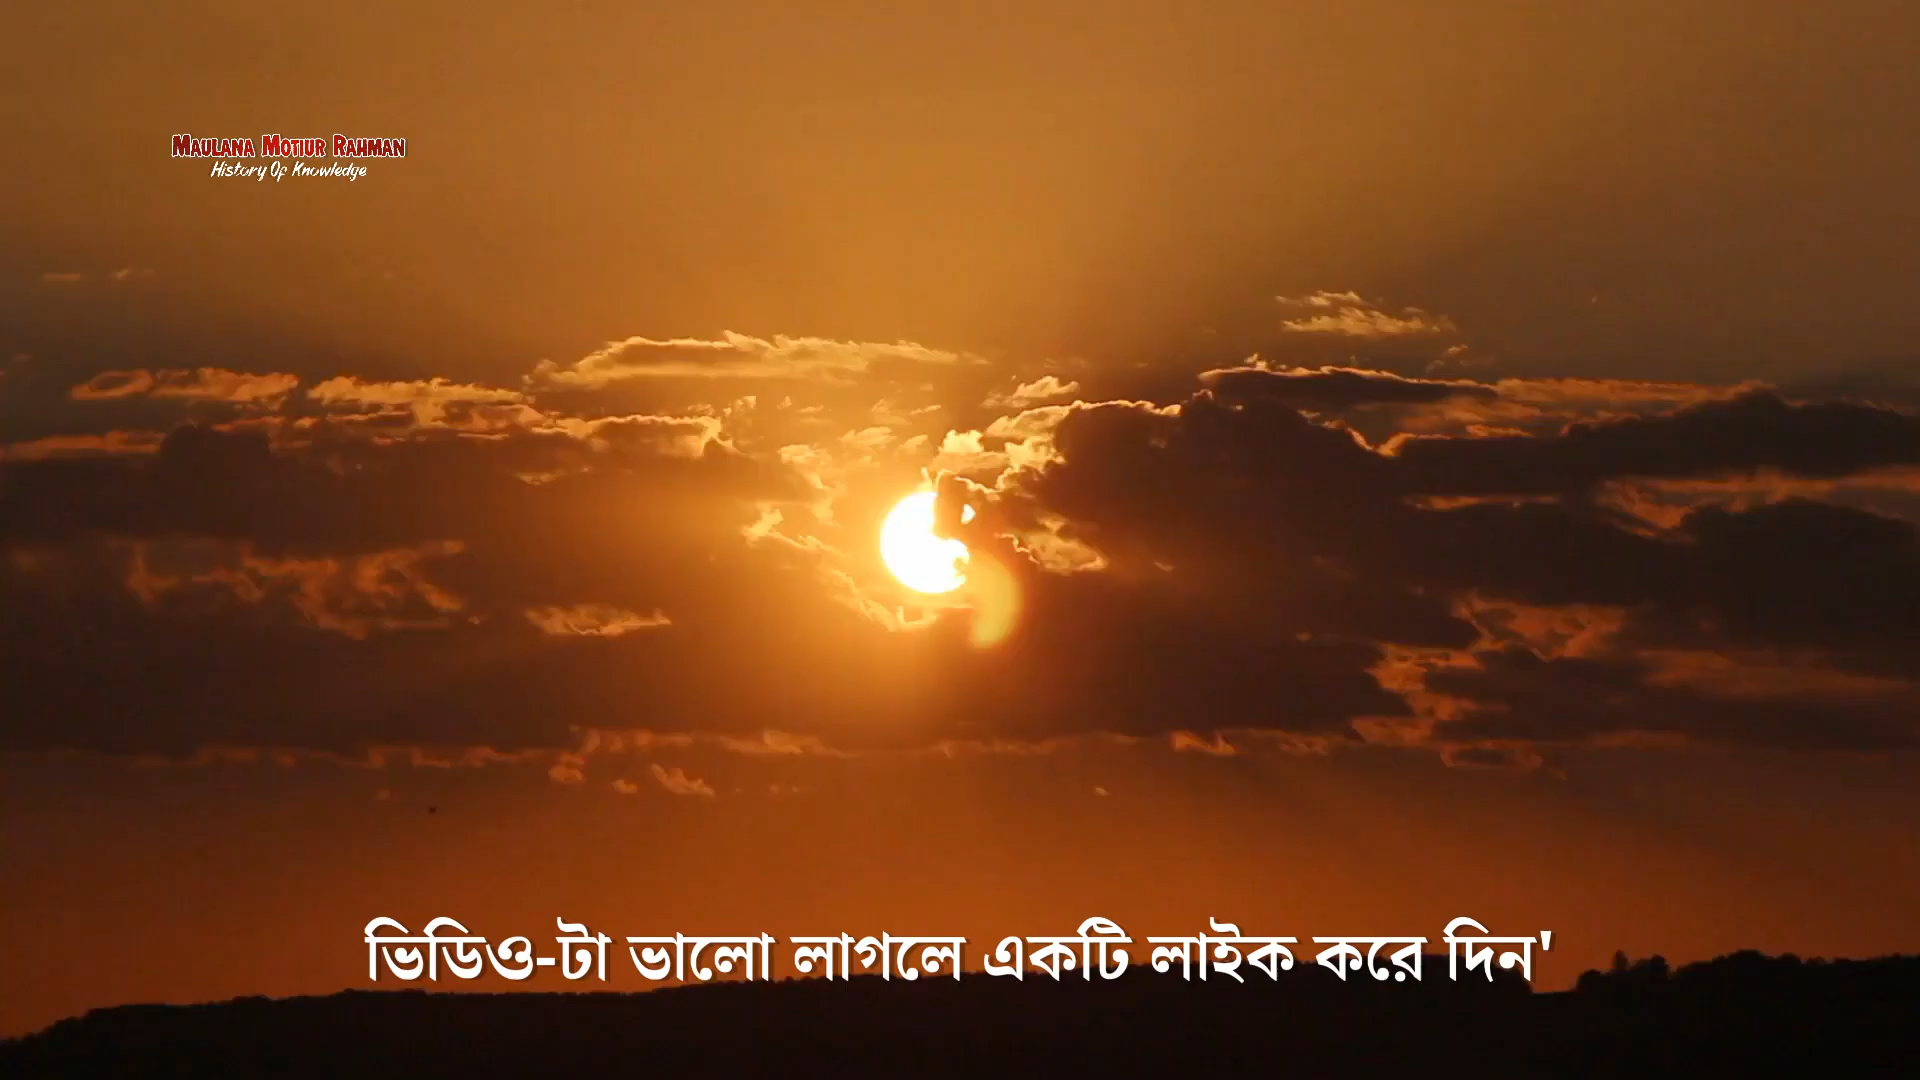 MAULANA MOTIUR RAHMAN
History Of Knowledge
ভিডিও-টা ভালো লাগলে একটি লাইক করে দিন'